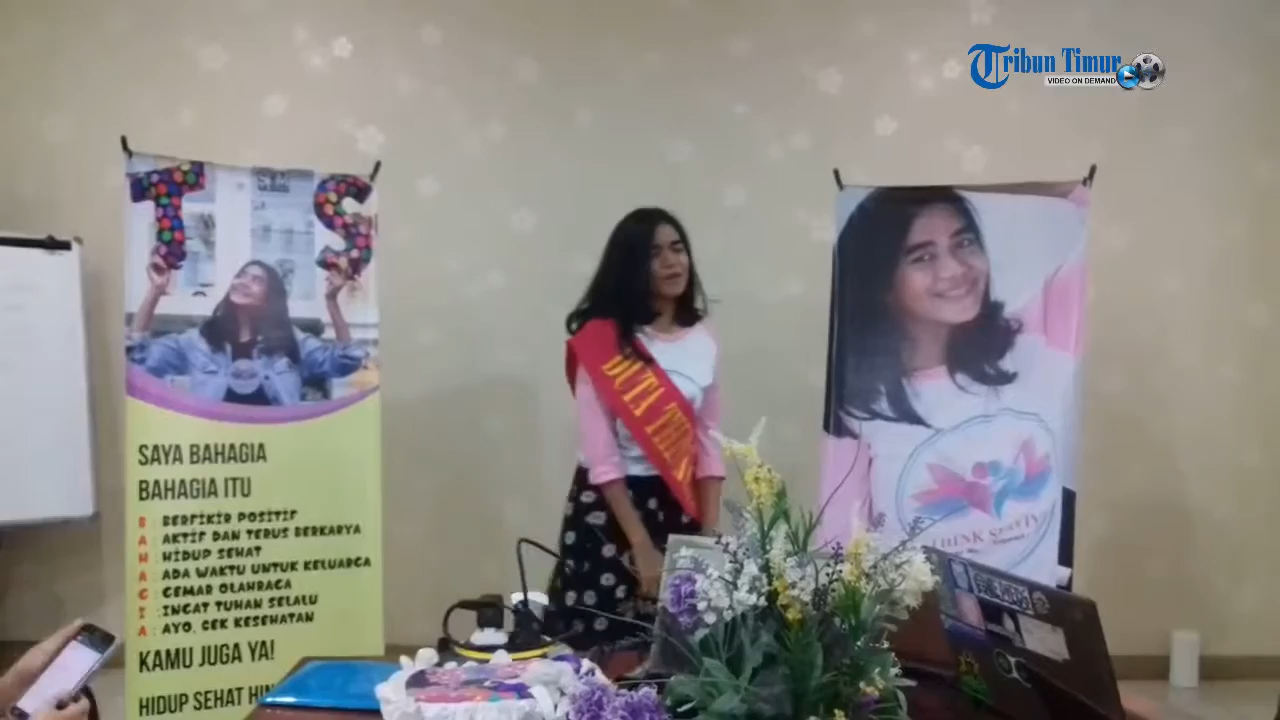 Tribun Timur
VIDEO ON DEMAND
T S
SAYA BAHAGIA
BAHAGIA ITU
B : BERFIKIR POSITIF
A : AKTIF DAN TERUS BERKARYA
H : HIDUP SEHAT
A : ADA WAKTU UNTUK KELUARGA
G : GEMAR OLAHRAGA
I : INGAT TUHAN SELALU
A : AYO, CEK KESEHATAN
KAMU JUGA YA!
HIDUP SEHAT
DUTA
THINK